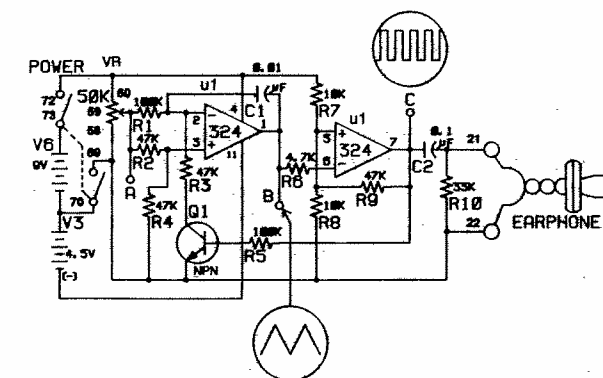 POWER
VR
u1
0.01
µF
72
73
50K
60
59
58
100K
R1
47K
R2
2
3
4
324
11
1
C1
10K
R7
u1
5
6
324
7
C
0.1
µF
C2
21
V6
9V
69
70
A
47K
R3
B
4.7K
R6
47K
R9
33K
R10
V3
47K
R4
Q1
NPN
100K
R5
10K
R8
22
EARPHONE
4.5V
(-)